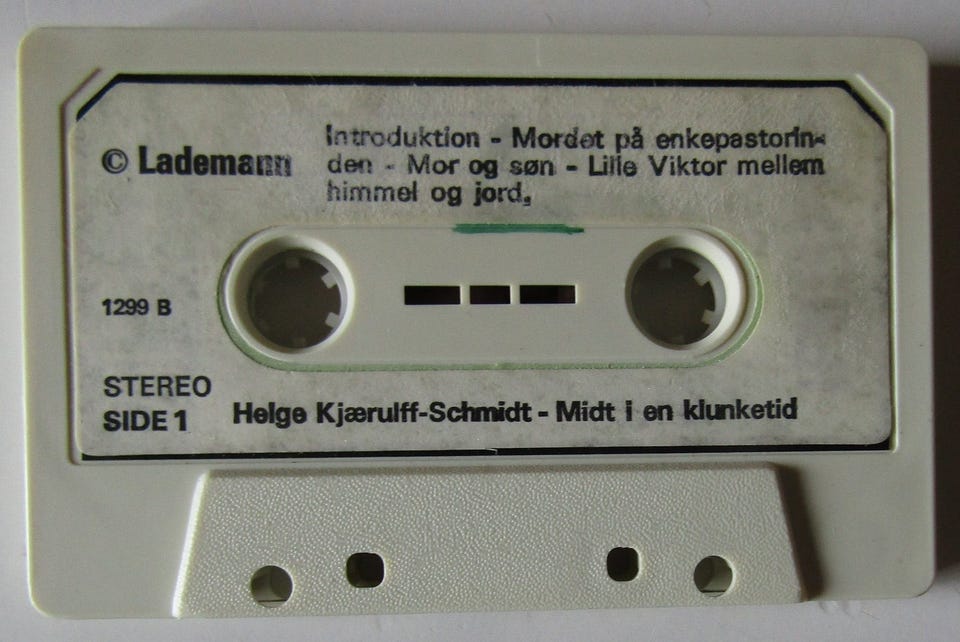 Introduktion - Mordet på enkepastorin-
© Lademann
den - Mor og søn - Lille Viktor mellem
himmel og jord.
1299 B
STEREO
SIDE 1
Helge Kjærulff-Schmidt - Midt i en klunketid